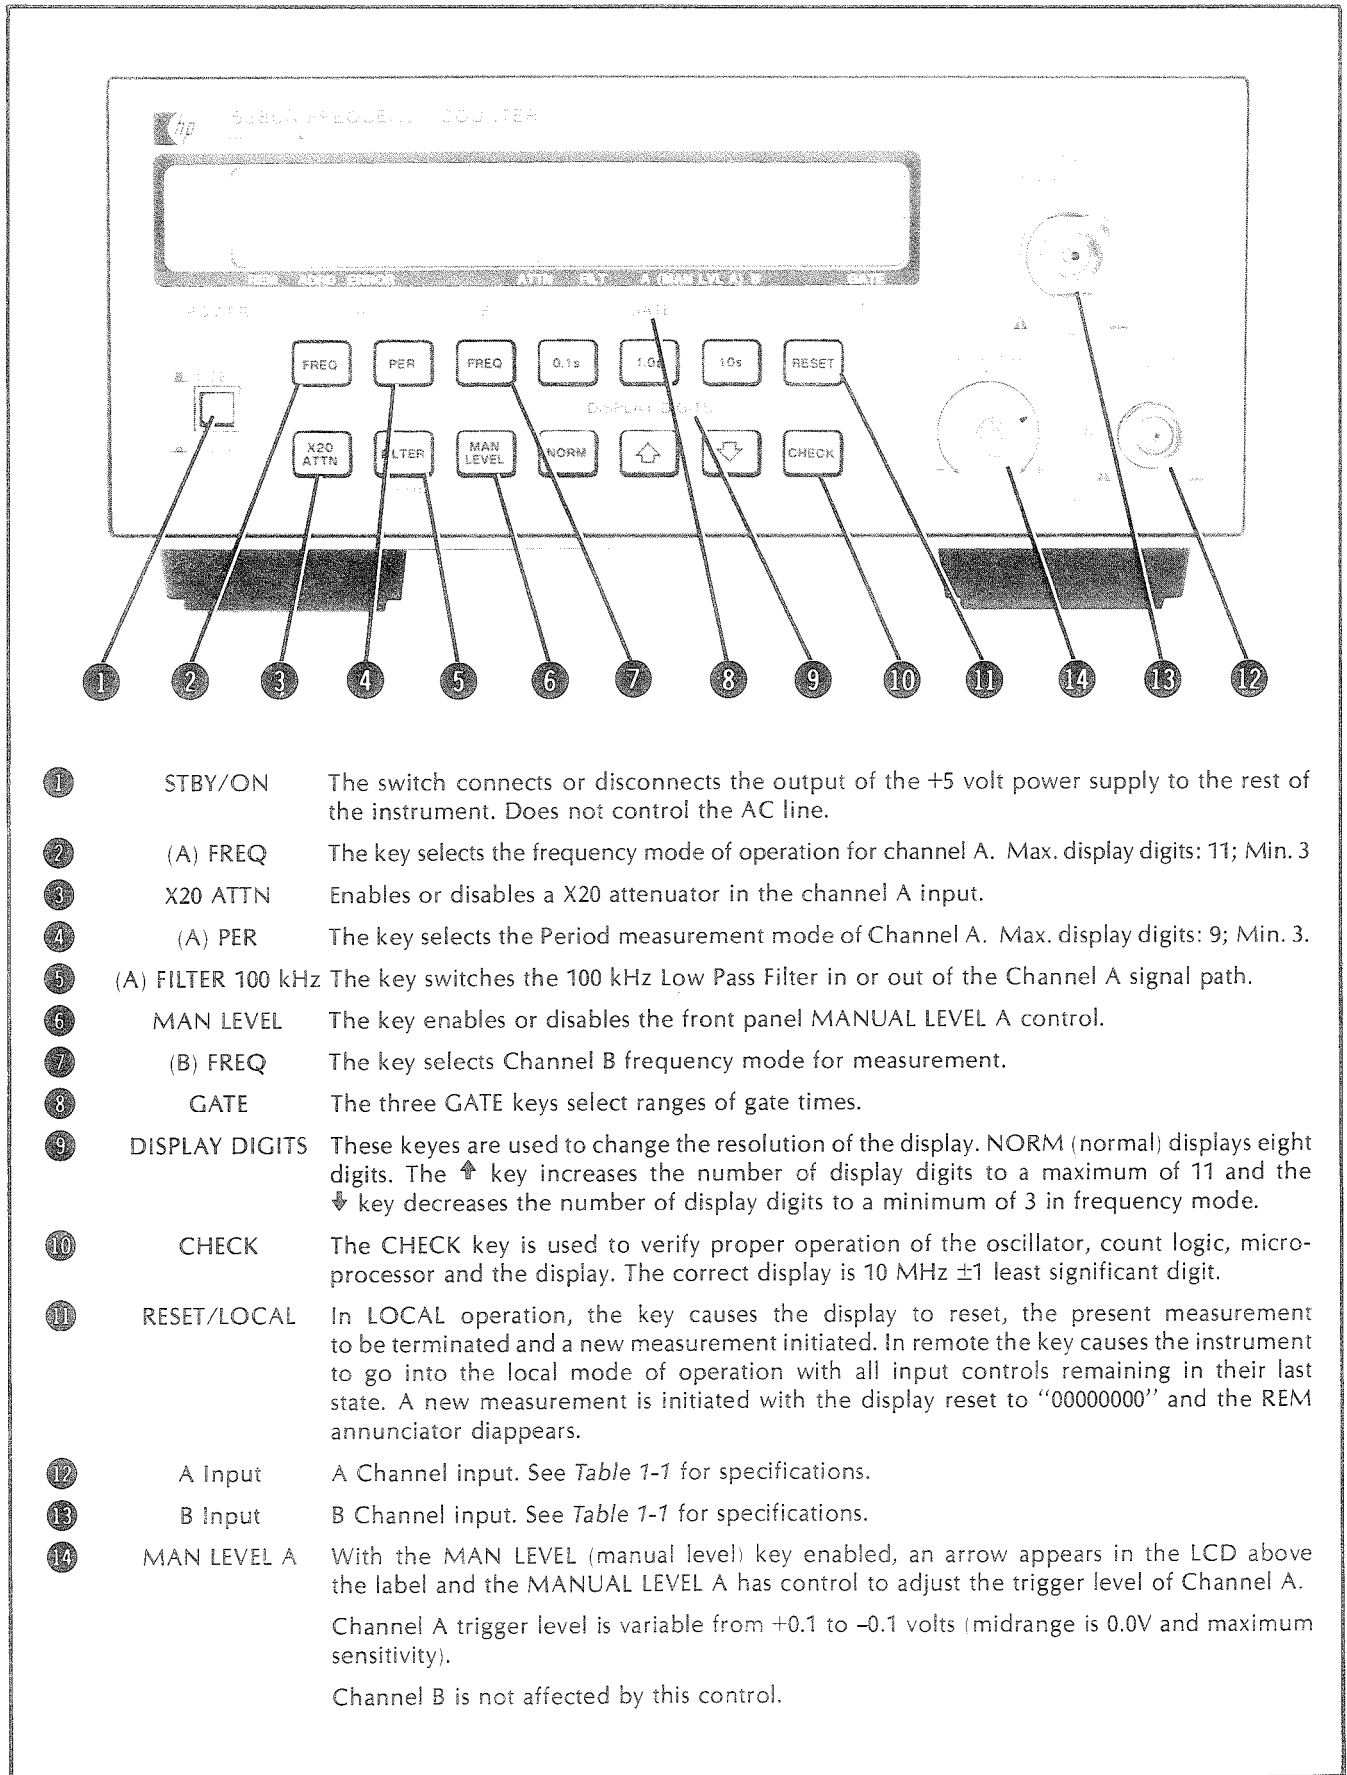 hp
REM ADRD ERROR ATTN FILT A (MAN LVL A) GATE
FREQ PER FREQ 0.1s 1.0s 10s RESET
DISPLAY DIGITS
X20 ATTN FILTER MAN LEVEL NORM CHECK
1 2 3 4 5 6 7 8 9 10 11 14 13 12
1 STBY/ON The switch connects or disconnects the output of the +5 volt power supply to the rest of
the instrument. Does not control the AC line.
2 (A) FREQ The key selects the frequency mode of operation for channel A. Max. display digits: 11; Min. 3
3 X20 ATTN Enables or disables a X20 attenuator in the channel A input.
4 (A) PER The key selects the Period measurement mode of Channel A. Max. display digits: 9; Min. 3.
5 (A) FILTER 100 kHz The key switches the 100 kHz Low Pass Filter in or out of the Channel A signal path.
6 MAN LEVEL The key enables or disables the front panel MANUAL LEVEL A control.
7 (B) FREQ The key selects Channel B frequency mode for measurement.
8 GATE The three GATE keys select ranges of gate times.
9 DISPLAY DIGITS These keyes are used to change the resolution of the display. NORM (normal) displays eight
digits. The ⬆ key increases the number of display digits to a maximum of 11 and the
⬇ key decreases the number of display digits to a minimum of 3 in frequency mode.
10 CHECK The CHECK key is used to verify proper operation of the oscillator, count logic, micro-
processor and the display. The correct display is 10 MHz ±1 least significant digit.
11 RESET/LOCAL In LOCAL operation, the key causes the display to reset, the present measurement
to be terminated and a new measurement initiated. In remote the key causes the instrument
to go into the local mode of operation with all input controls remaining in their last
state. A new measurement is initiated with the display reset to "00000000" and the REM
annunciator diappears.
12 A Input A Channel input. See Table 1-1 for specifications.
13 B Input B Channel input. See Table 1-1 for specifications.
14 MAN LEVEL A With the MAN LEVEL (manual level) key enabled, an arrow appears in the LCD above
the label and the MANUAL LEVEL A has control to adjust the trigger level of Channel A.
Channel A trigger level is variable from +0.1 to –0.1 volts (midrange is 0.0V and maximum
sensitivity).
Channel B is not affected by this control.